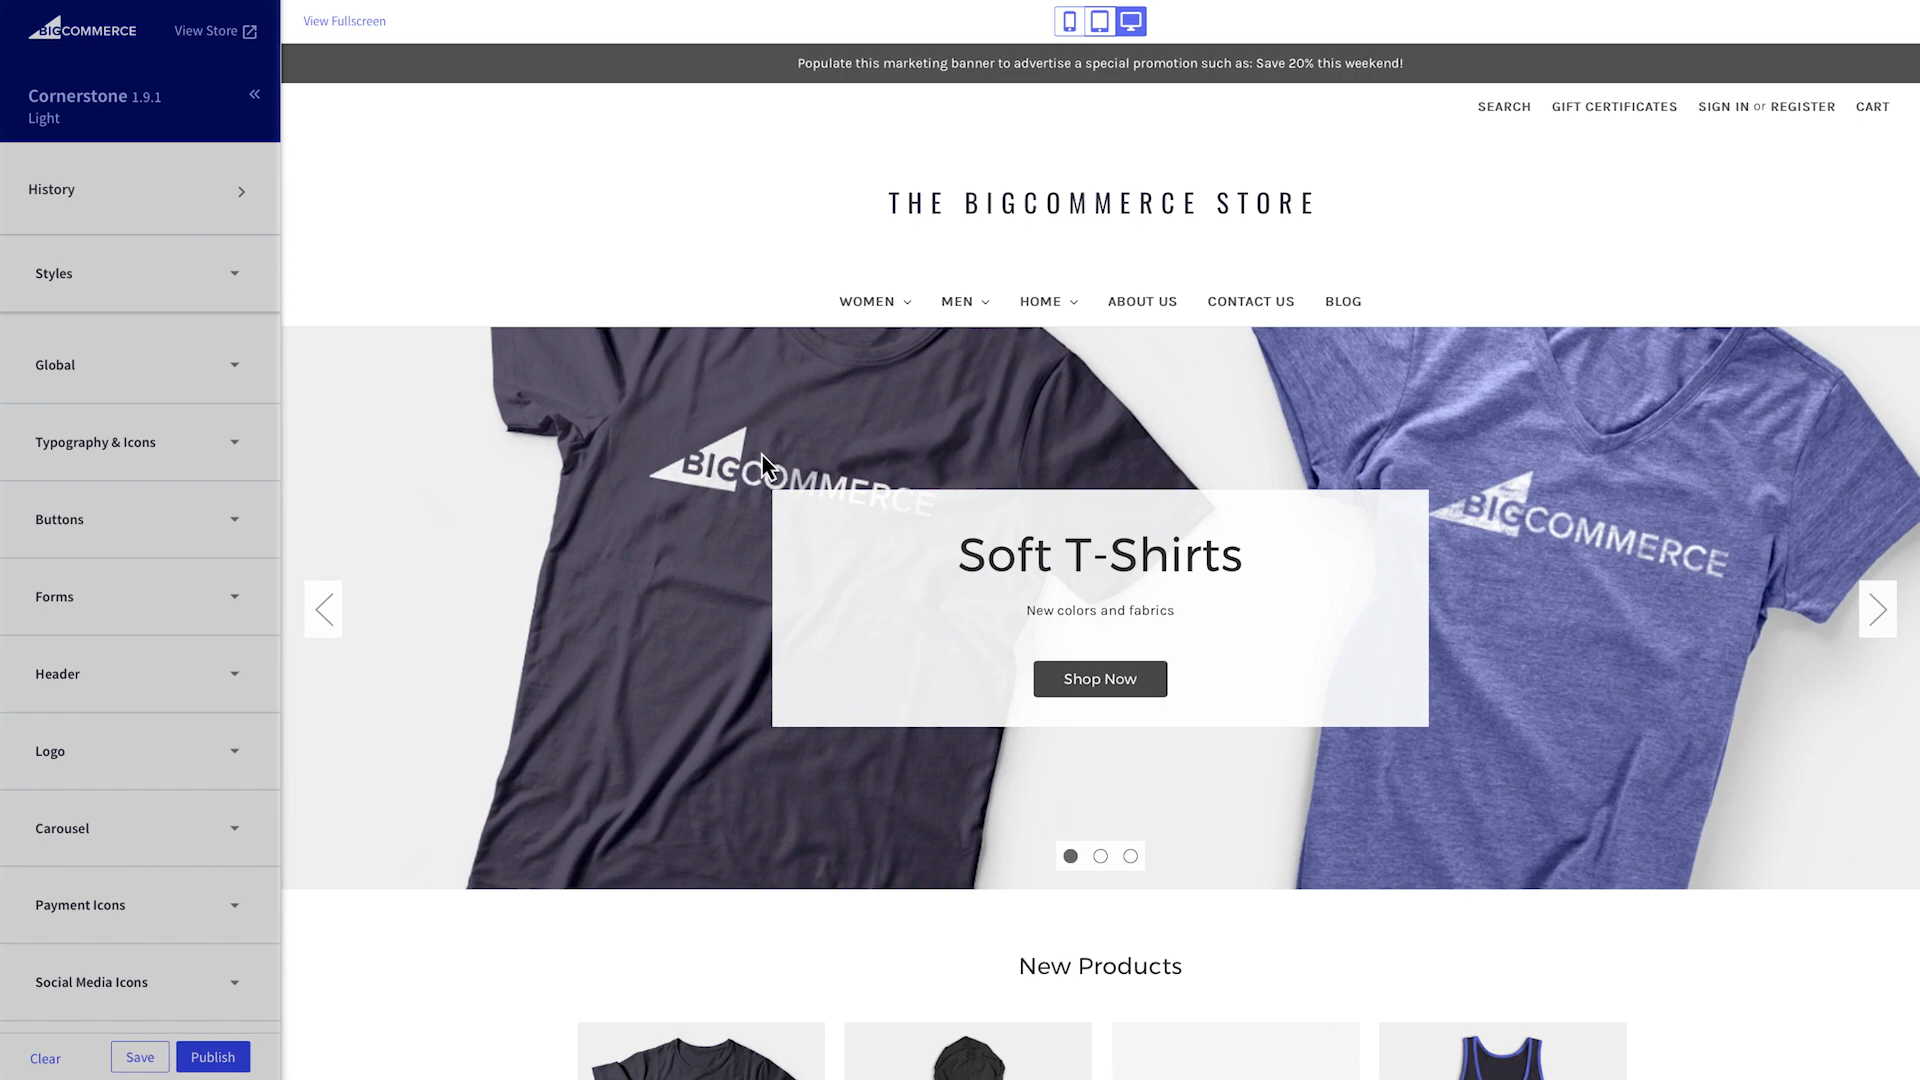 BIGCOMMERCE
View Store
Cornerstone 1.9.1
Light
History
Styles
Global
Typography & Icons
Buttons
Forms
Header
Logo
Carousel
Payment Icons
Social Media Icons
Clear
Save
Publish
View Fullscreen
Populate this marketing banner to advertise a special promotion such as: Save 20% this weekend!
SEARCH GIFT CERTIFICATES SIGN IN or REGISTER CART
THE BIGCOMMERCE STORE
WOMEN MEN HOME ABOUT US CONTACT US BLOG
BIGCOMMERCE
BIGCOMMERCE
Soft T-Shirts
New colors and fabrics
Shop Now
New Products